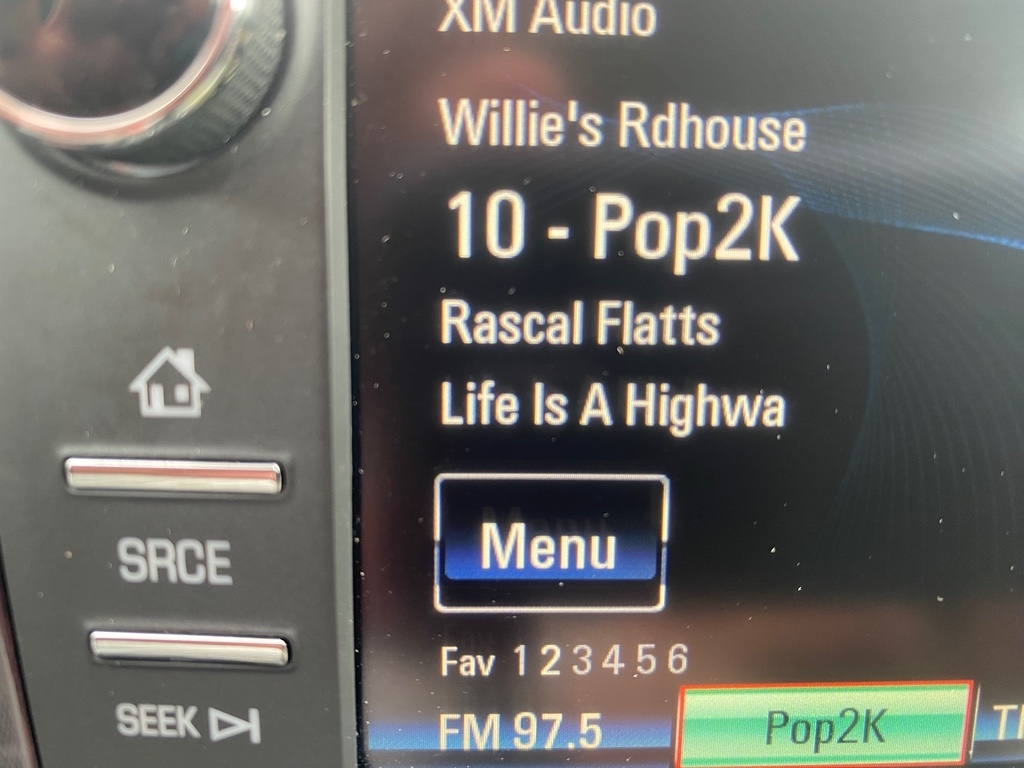 XM Audio
Willie's Rdhouse
10 - Pop2K
Rascal Flatts
Life Is A Highwa
Menu
SRCE
Fav 1 2 3 4 5 6
SEEK
FM 97.5
Pop2K